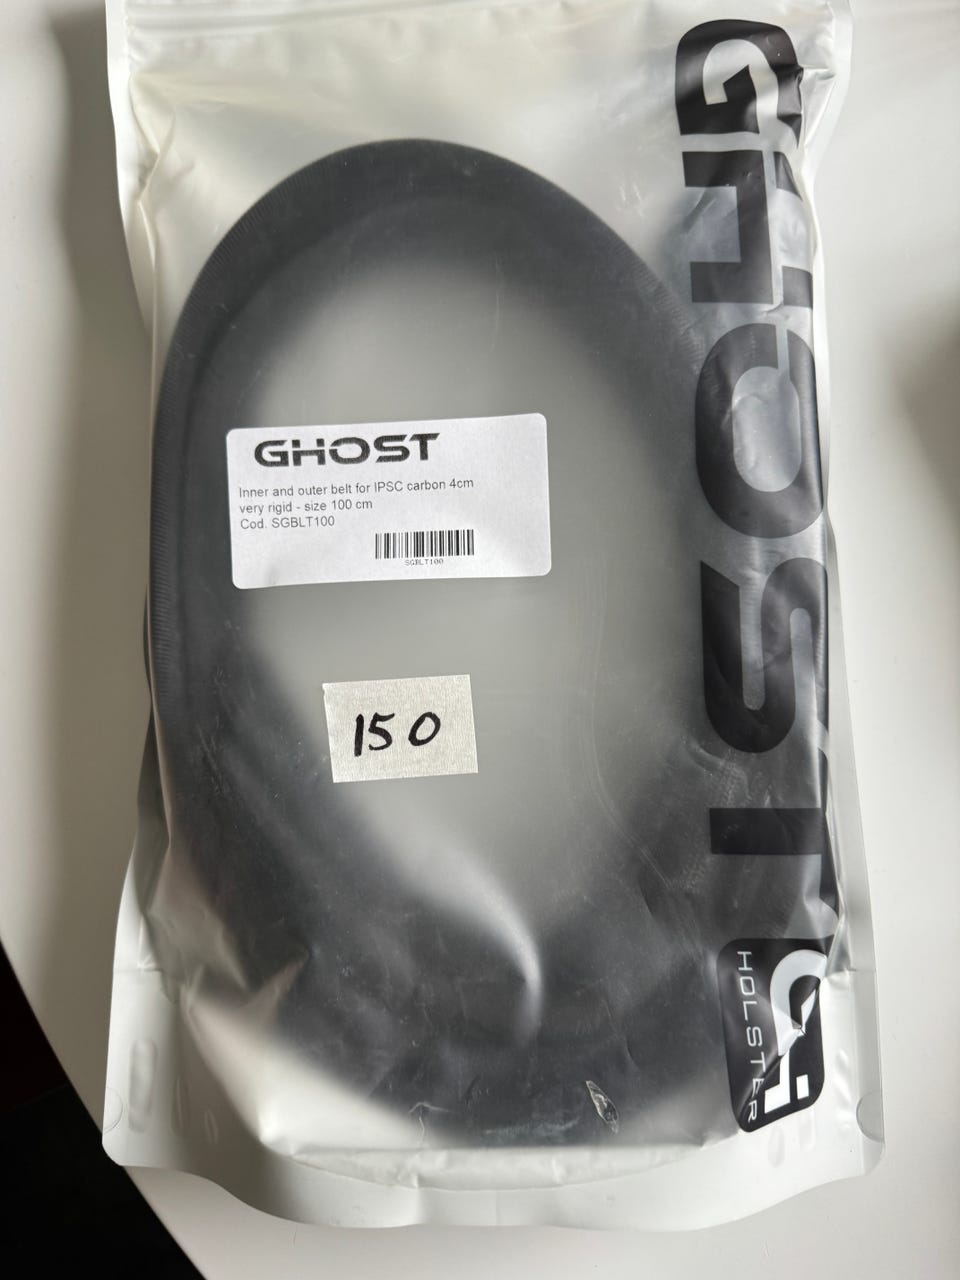 GHOST
Inner and outer belt for IPSC carbon 4cm
very rigid - size 100 cm
Cod. SGBLT100
SGBLT100
150
GHOST
HOLSTER